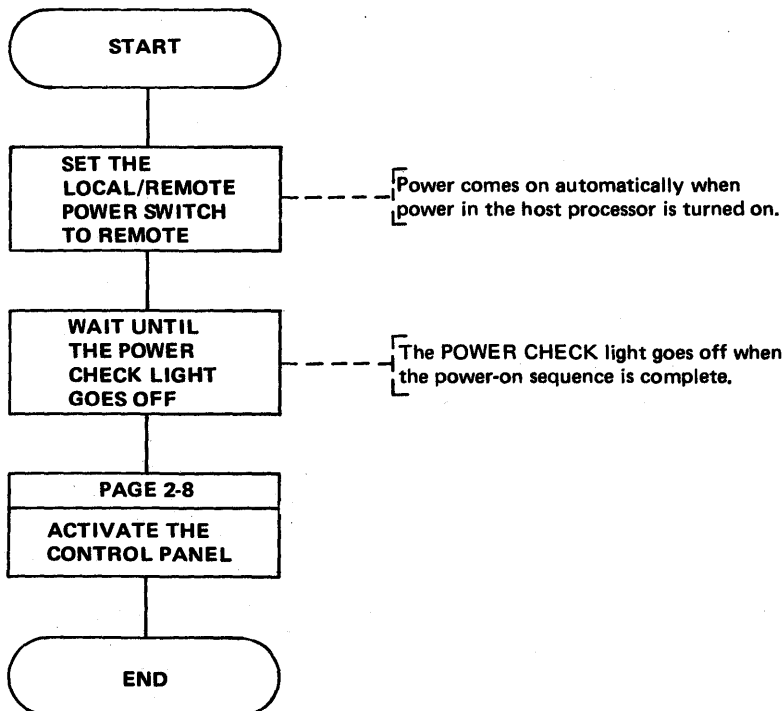 START
SET THE
LOCAL/REMOTE
POWER SWITCH
TO REMOTE
Power comes on automatically when
power in the host processor is turned on.
WAIT UNTIL
THE POWER
CHECK LIGHT
GOES OFF
The POWER CHECK light goes off when
the power-on sequence is complete.
PAGE 2-8
ACTIVATE THE
CONTROL PANEL
END